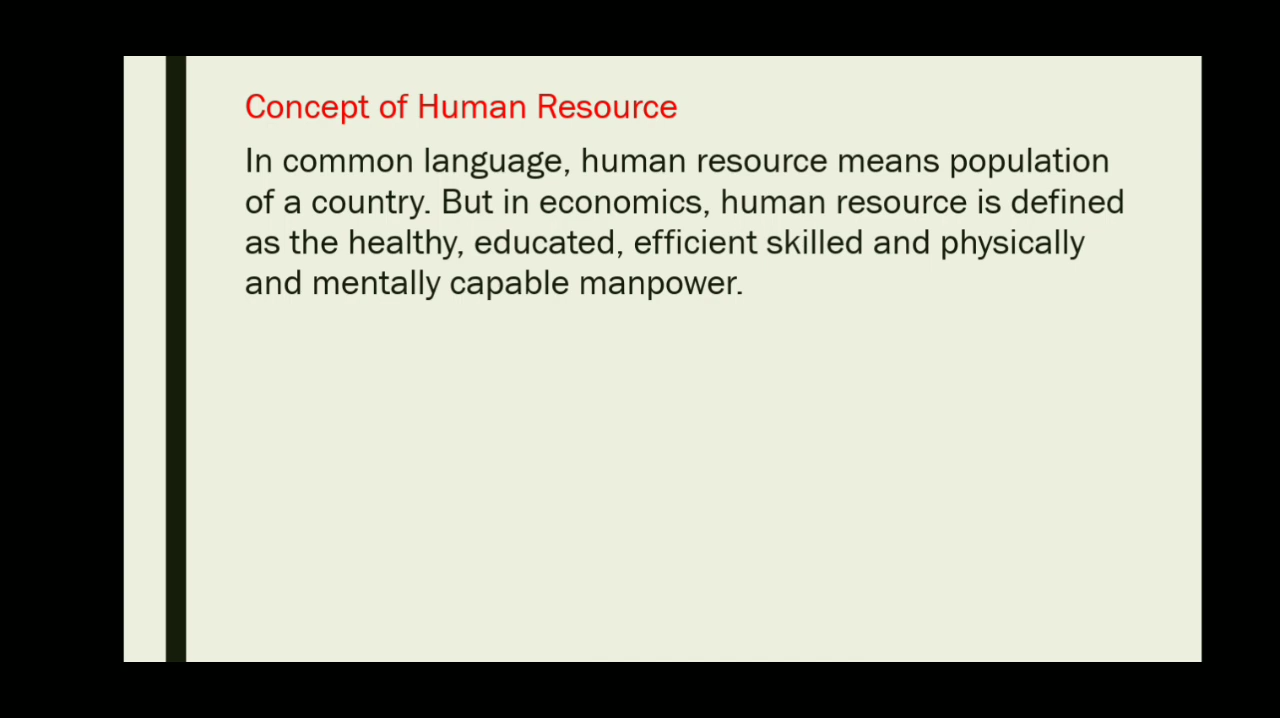 Concept of Human Resource
In common language, human resource means population
of a country. But in economics, human resource is defined
as the healthy, educated, efficient skilled and physically
and mentally capable manpower.